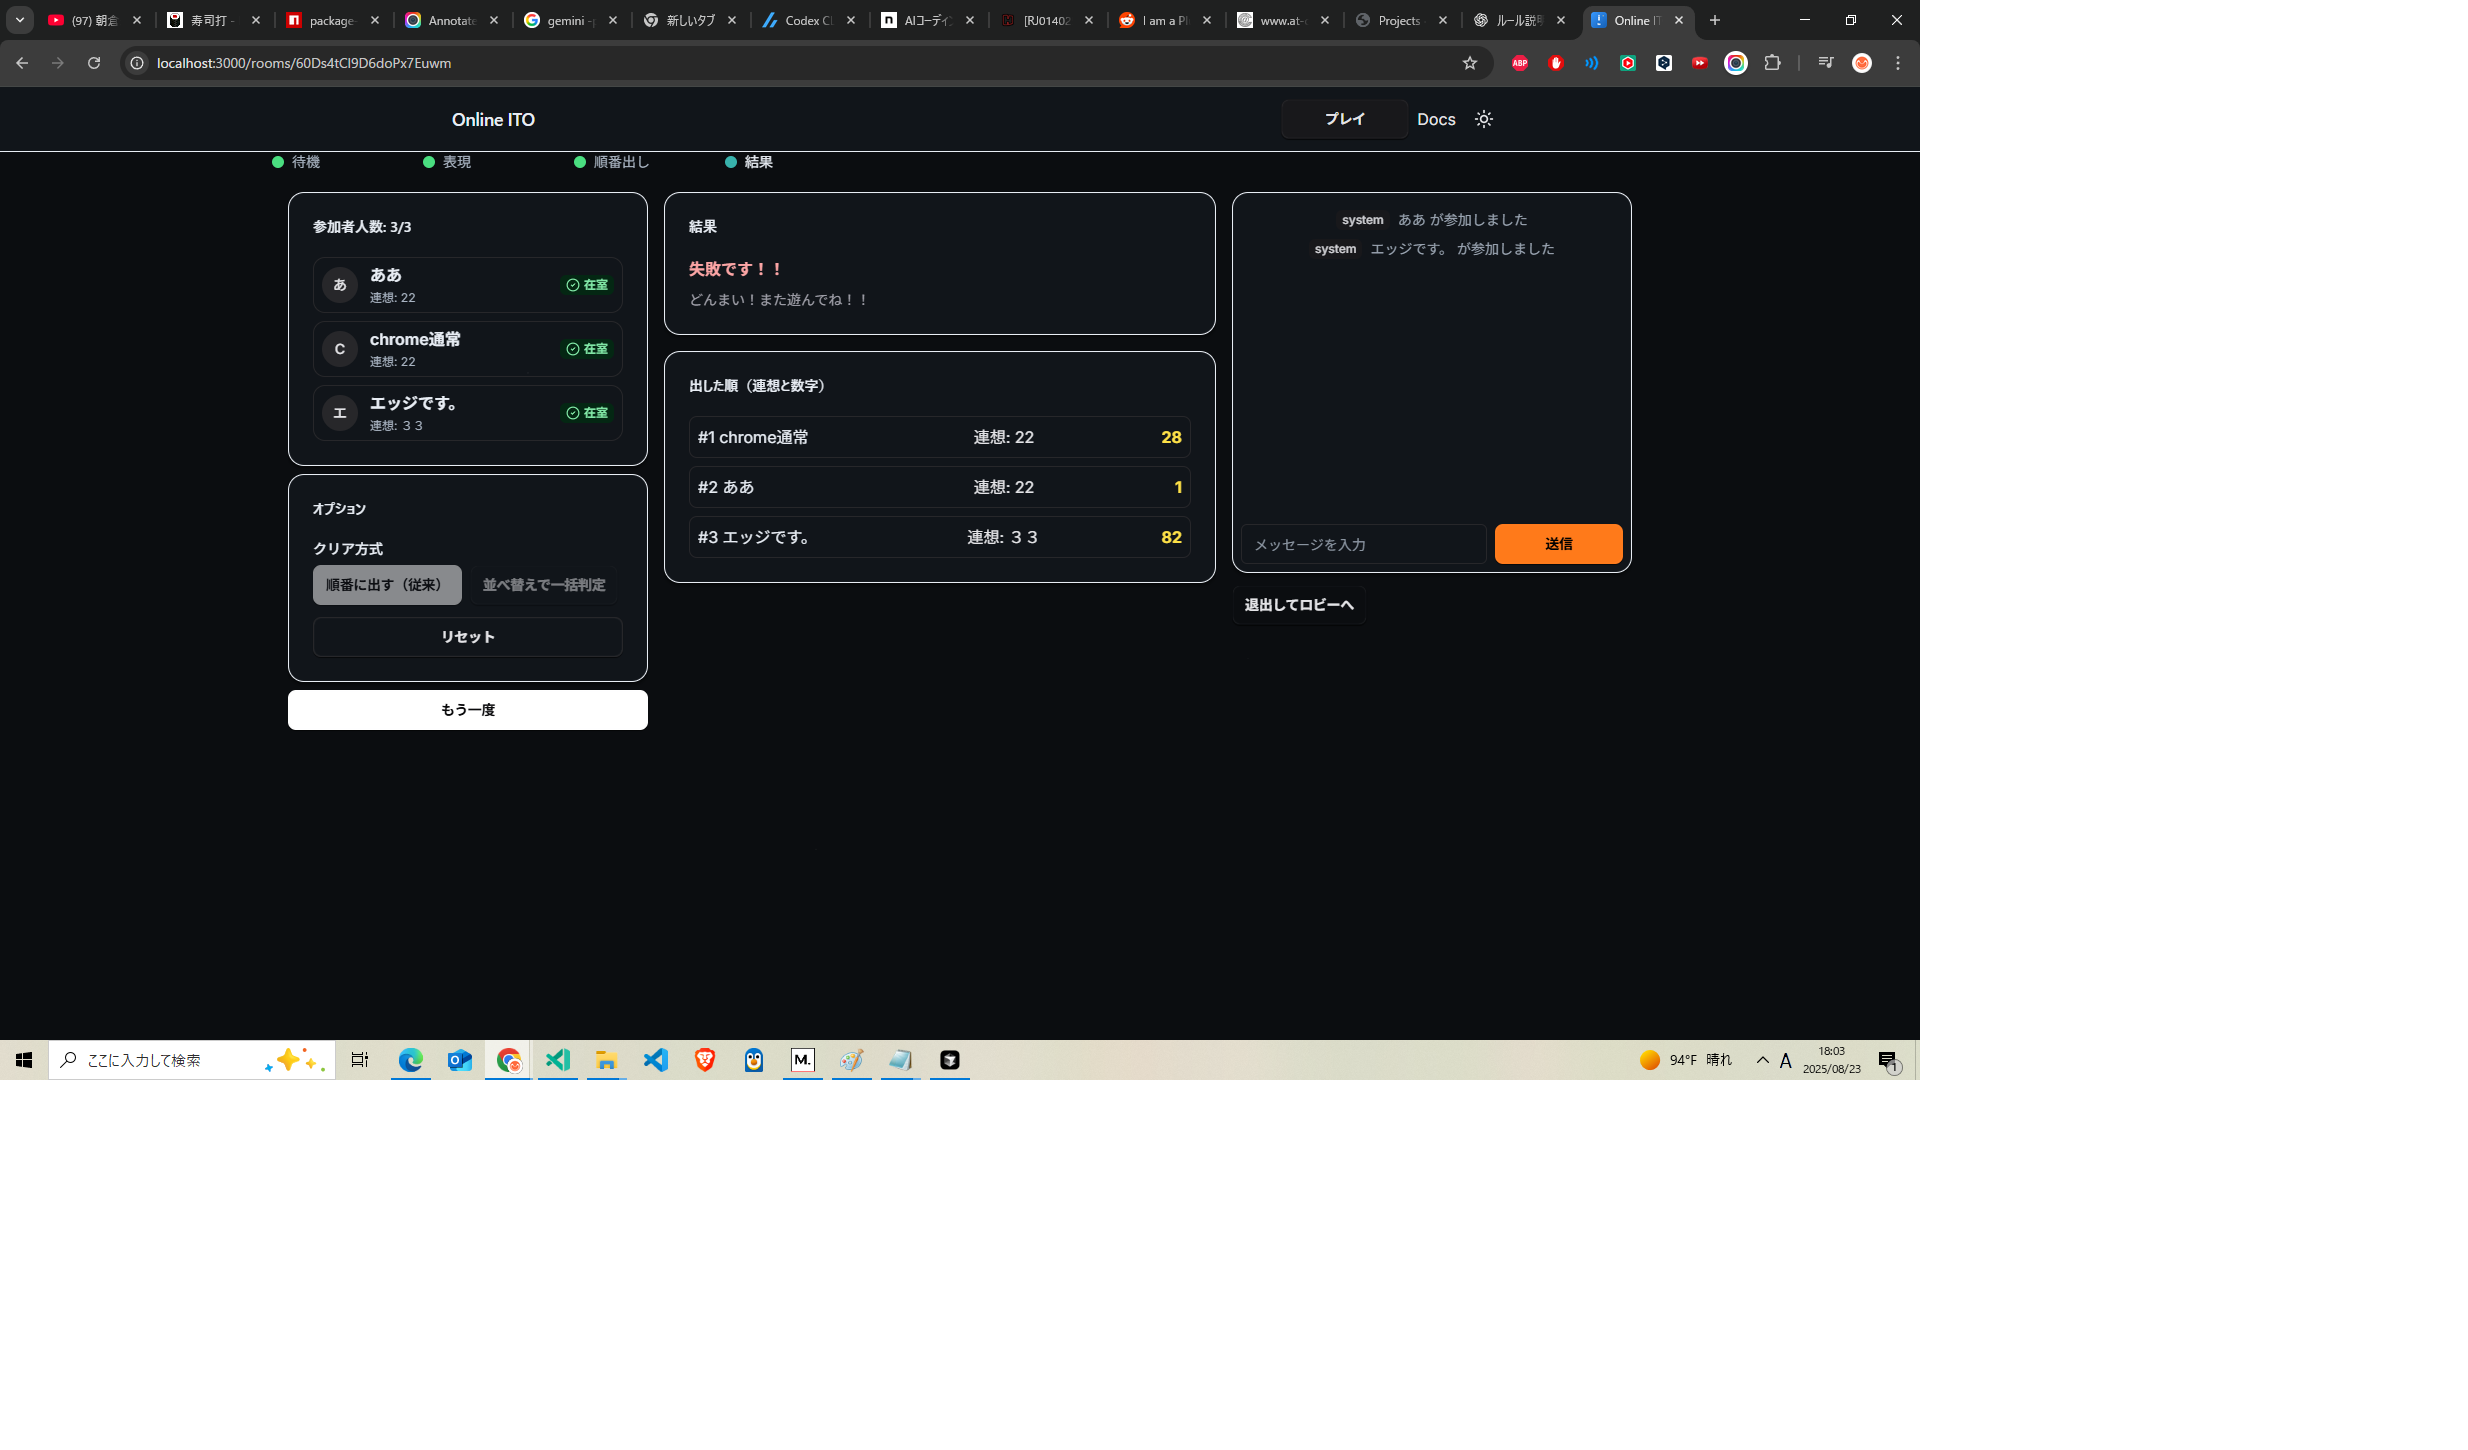 (97) 朝倉
寿司打 -
package-
Annotate
gemini -
新しいタブ
Codex CL
AIコーディン
[RJ01402
I am a Pl
www.at-
Projects
ルール説明
Online IT
localhost:3000/rooms/60Ds4tCl9D6doPx7Euwm
ABP
Online ITO
プレイ
Docs
待機
表現
順番出し
結果
参加者人数: 3/3
あ
ああ
連想: 22
在室
C
chrome通常
連想: 22
在室
エ
エッジです。
連想: ３３
在室
オプション
クリア方式
順番に出す（従来）
並べ替えで一括判定
リセット
もう一度
結果
失敗です！！
どんまい！また遊んでね！！
出した順（連想と数字）
#1 chrome通常 連想: 22 28
#2 ああ 連想: 22 1
#3 エッジです。 連想: ３３ 82
system ああ が参加しました
system エッジです。 が参加しました
メッセージを入力
送信
退出してロビーへ
ここに入力して検索
M.
94°F 晴れ
A
18:03
2025/08/23
1